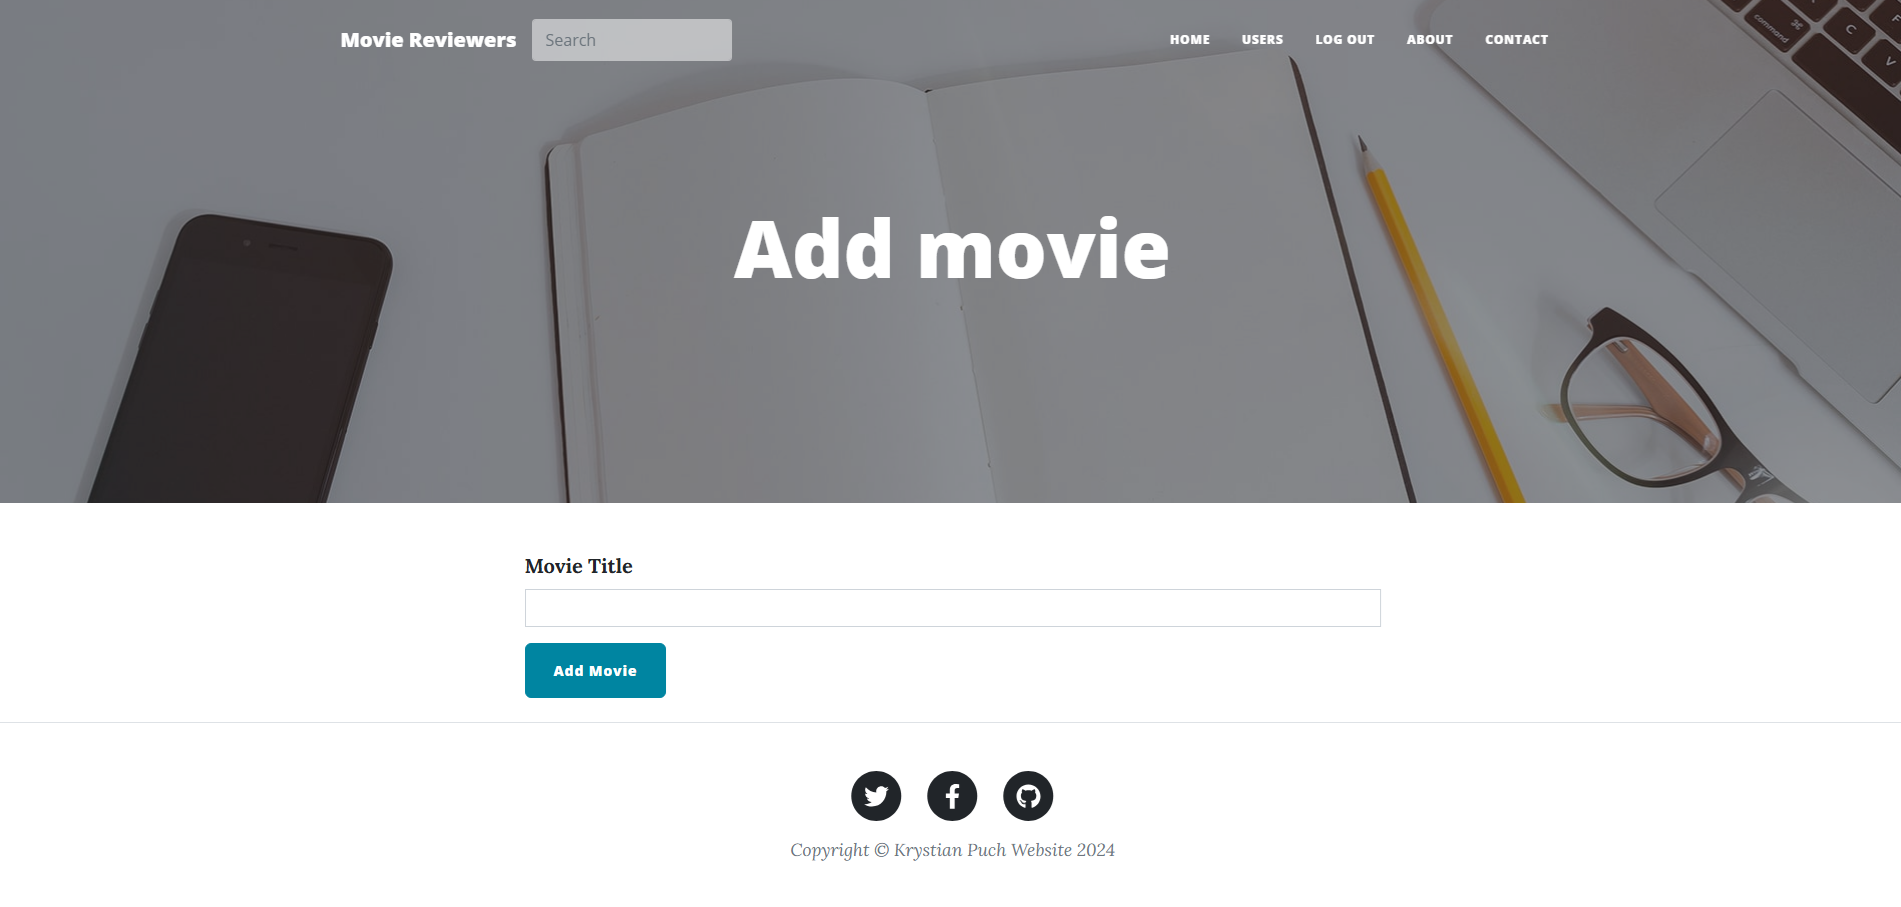 Movie Reviewers Search HOME USERS LOG OUT ABOUT CONTACT
command ⌘ C F V
Add movie
Movie Title
Add Movie
Copyright © Krystian Puch Website 2024